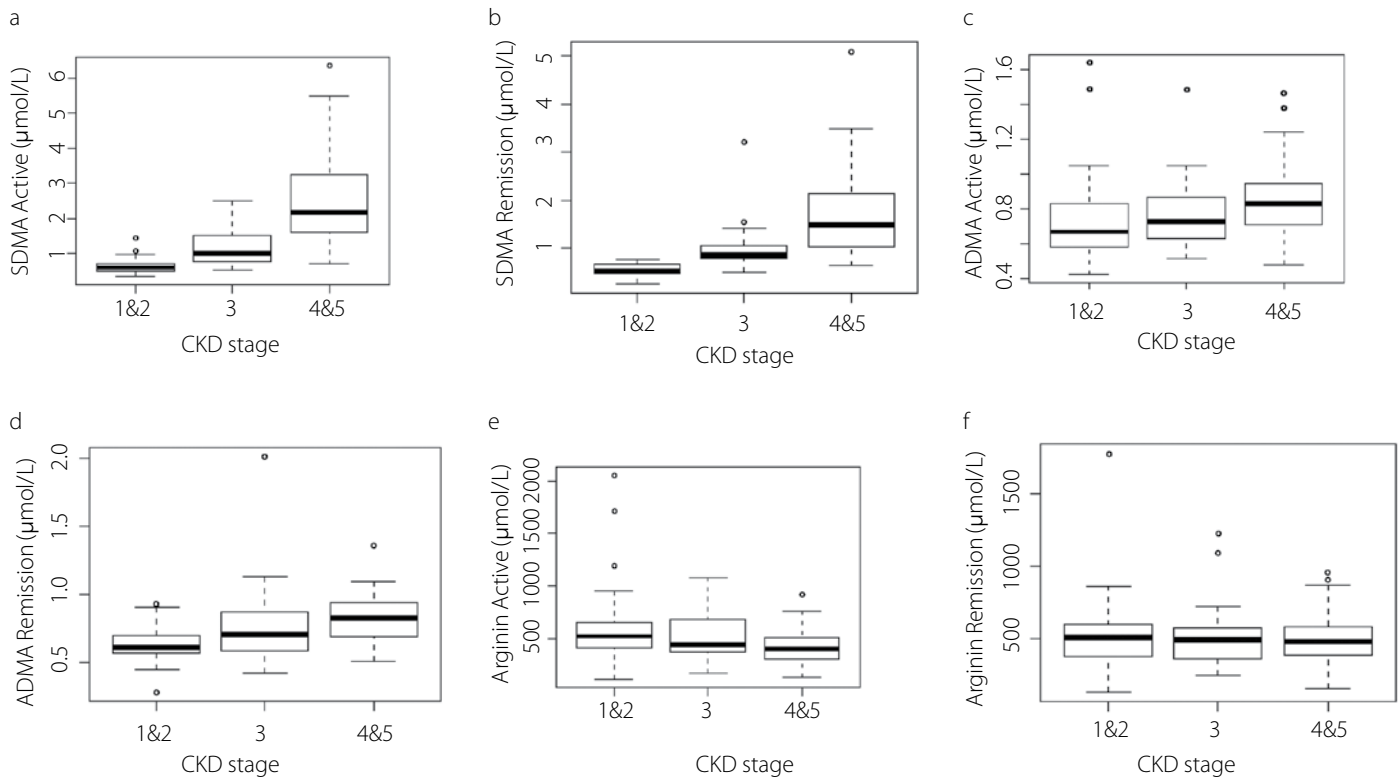 a
SDMA Active (µmol/L)
6
5
4
3
2
1
1&2 3 4&5
CKD stage
b
SDMA Remission (µmol/L)
5
4
3
2
1
1&2 3 4&5
CKD stage
c
ADMA Active (µmol/L)
1.6
1.2
0.8
0.4
1&2 3 4&5
CKD stage
d
ADMA Remission (µmol/L)
2.0
1.5
1.0
0.5
1&2 3 4&5
CKD stage
e
Arginin Active (µmol/L)
2000
1500
1000
500
1&2 3 4&5
CKD stage
f
Arginin Remission (µmol/L)
1500
1000
500
1&2 3 4&5
CKD stage